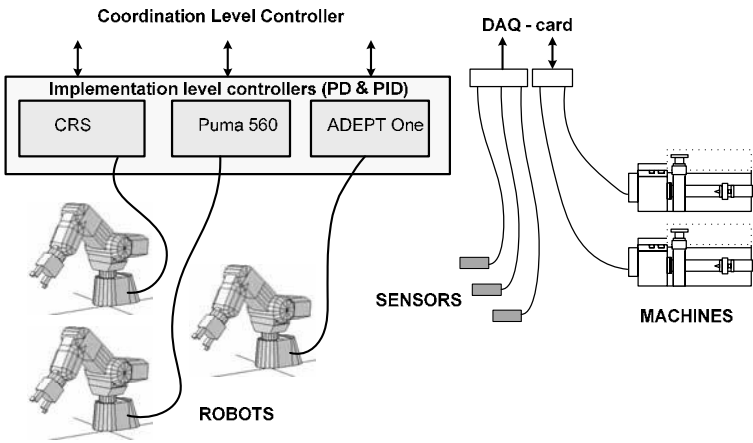 Coordination Level Controller
DAQ - card
Implementation level controllers (PD & PID)
CRS
Puma 560
ADEPT One
SENSORS
MACHINES
ROBOTS